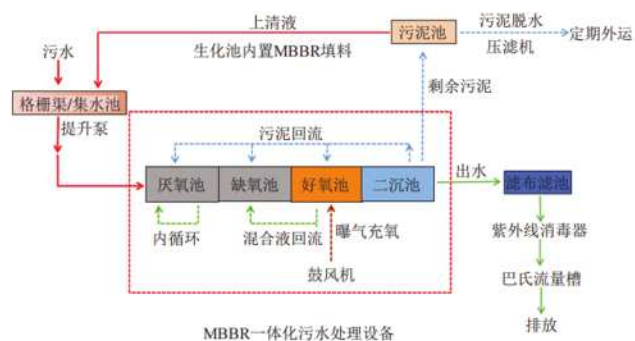 上清液
污泥池
污泥脱水
压滤机
定期外运
污水
生化池内置MBBR填料
剩余污泥
格栅渠/集水池
提升泵
污泥回流
厌氧池
缺氧池
好氧池
二沉池
出水
滤布滤池
内循环
混合液回流
曝气充氧
紫外线消毒器
鼓风机
巴氏流量槽
排放
MBBR一体化污水处理设备